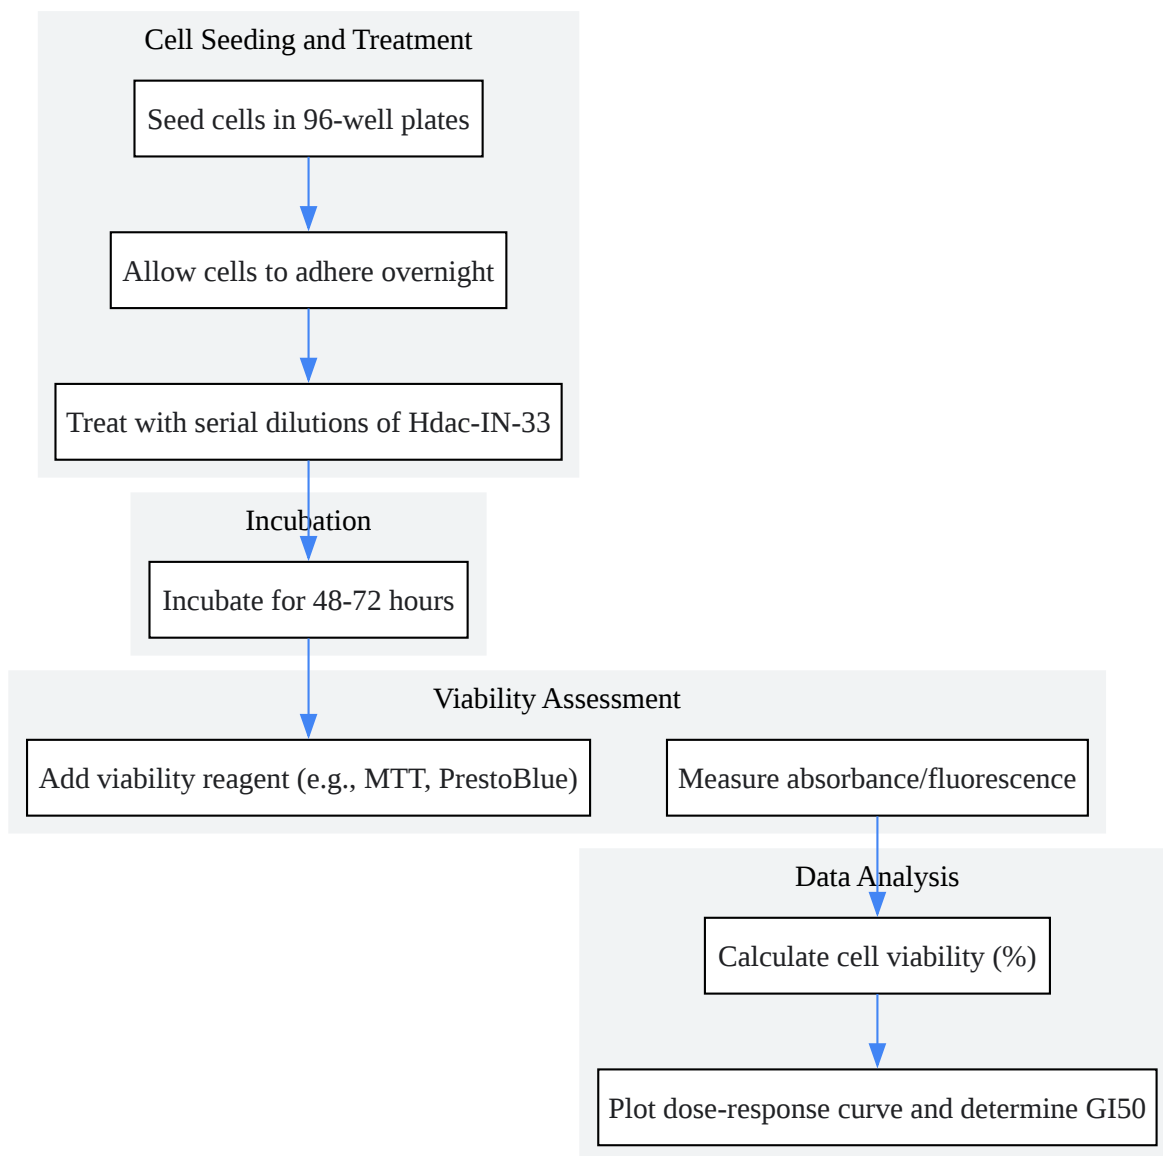 Cell Seeding and Treatment
Seed cells in 96-well plates
Allow cells to adhere overnight
Treat with serial dilutions of Hdac-IN-33
Incubation
Incubate for 48-72 hours
Viability Assessment
Add viability reagent (e.g., MTT, PrestoBlue)
Measure absorbance/fluorescence
Data Analysis
Calculate cell viability (%)
Plot dose-response curve and determine GI50